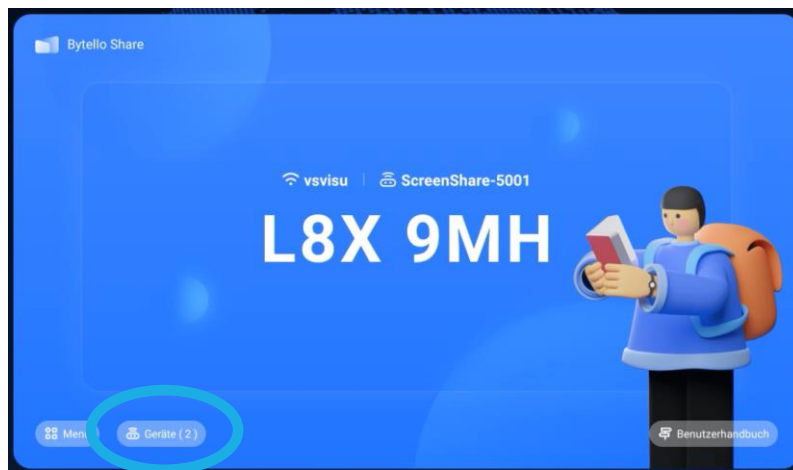 Bytello Share
vsvisu | ScreenShare-5001
L8X 9MH
Menü
Geräte ( 2 )
Benutzerhandbuch